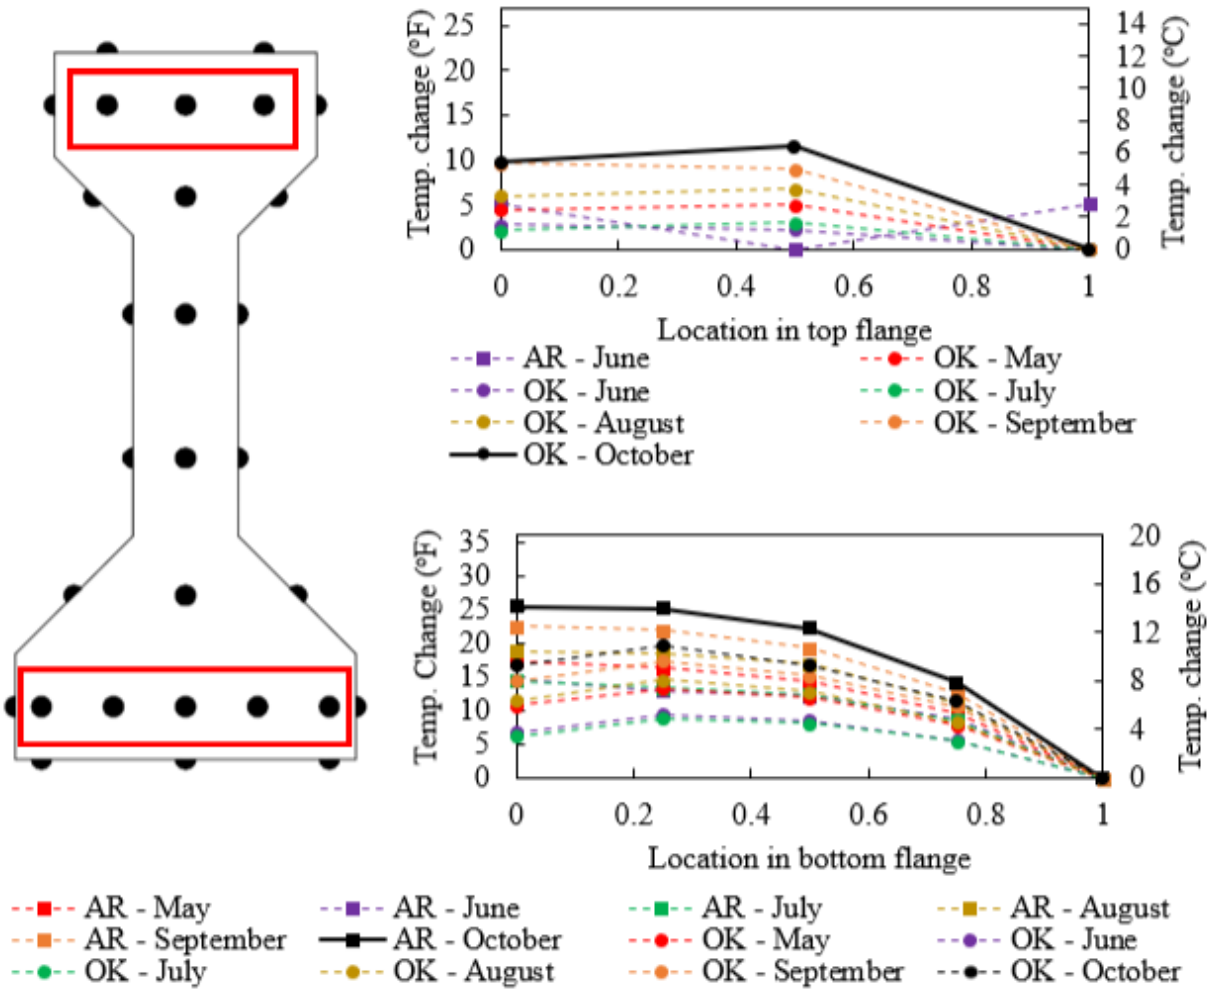 Temp. change (°F)
25
20
15
10
5
0
14
12
10
8
6
4
2
0
Temp. change (°C)
0 0.2 0.4 0.6 0.8 1
Location in top flange
AR - June OK - May
OK - June OK - July
OK - August OK - September
OK - October
Temp. Change (°F)
35
30
25
20
15
10
5
0
20
16
12
8
4
0
Temp. change (°C)
0 0.2 0.4 0.6 0.8 1
Location in bottom flange
AR - May AR - June AR - July AR - August
AR - September AR - October OK - May OK - June
OK - July OK - August OK - September OK - October